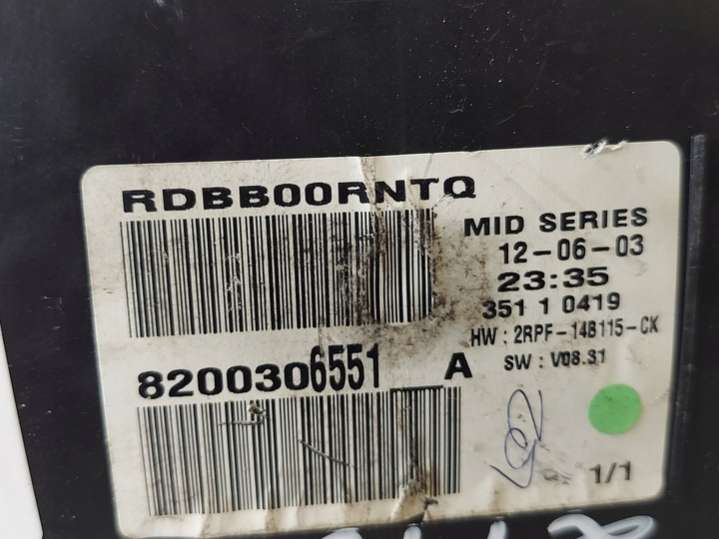 RDBB00RNTQ
MID SERIES
12-06-03
23:35
351 1 0419
HW : 2RPF-14B115-CK
8200306551 A
SW : V08.31
1/1